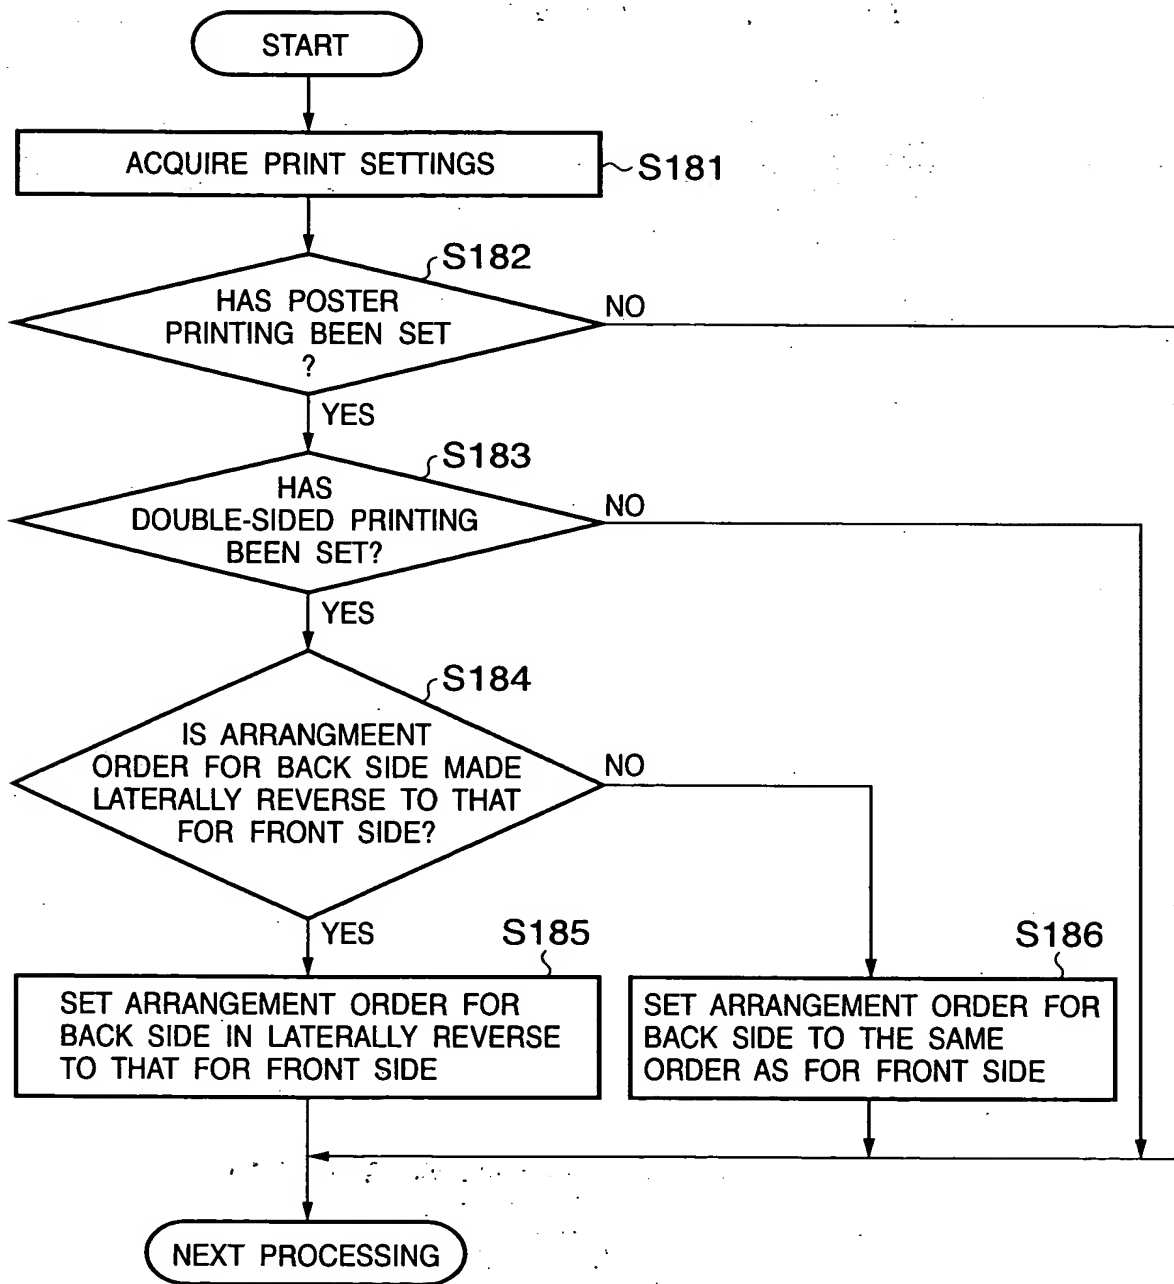 START
ACQUIRE PRINT SETTINGS
S181
S182
HAS POSTER
PRINTING BEEN SET
?
NO
YES
S183
HAS
DOUBLE-SIDED PRINTING
BEEN SET?
NO
YES
S184
IS ARRANGMEENT
ORDER FOR BACK SIDE MADE
LATERALLY REVERSE TO THAT
FOR FRONT SIDE?
NO
YES
S185
SET ARRANGEMENT ORDER FOR
BACK SIDE IN LATERALLY REVERSE
TO THAT FOR FRONT SIDE
S186
SET ARRANGEMENT ORDER FOR
BACK SIDE TO THE SAME
ORDER AS FOR FRONT SIDE
NEXT PROCESSING